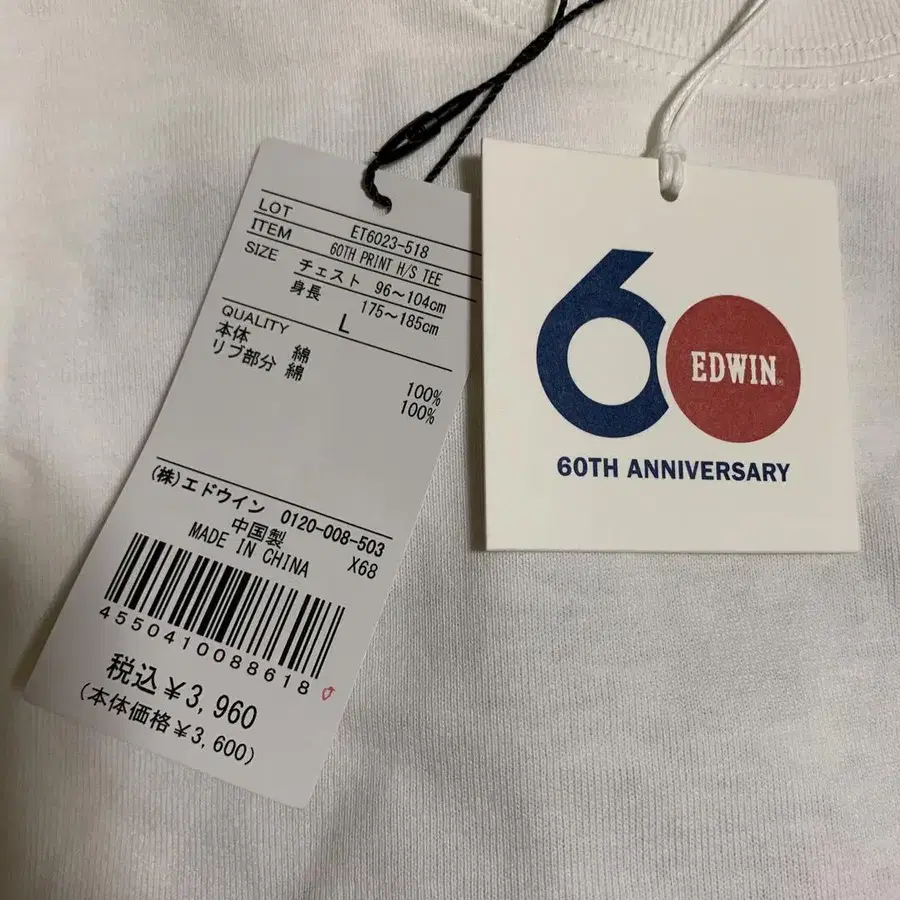 LOT ET6023-518
ITEM 60TH PRINT H/S TEE
SIZE チェスト 96~104cm
身長 175~185cm
L
QUALITY
本体 綿 100%
リブ部分 綿 100%
(株)エドウイン 0120-008-503
中国製
MADE IN CHINA X68
4550410088618
税込¥3,960
(本体価格¥3,600)
60
EDWIN
60TH ANNIVERSARY